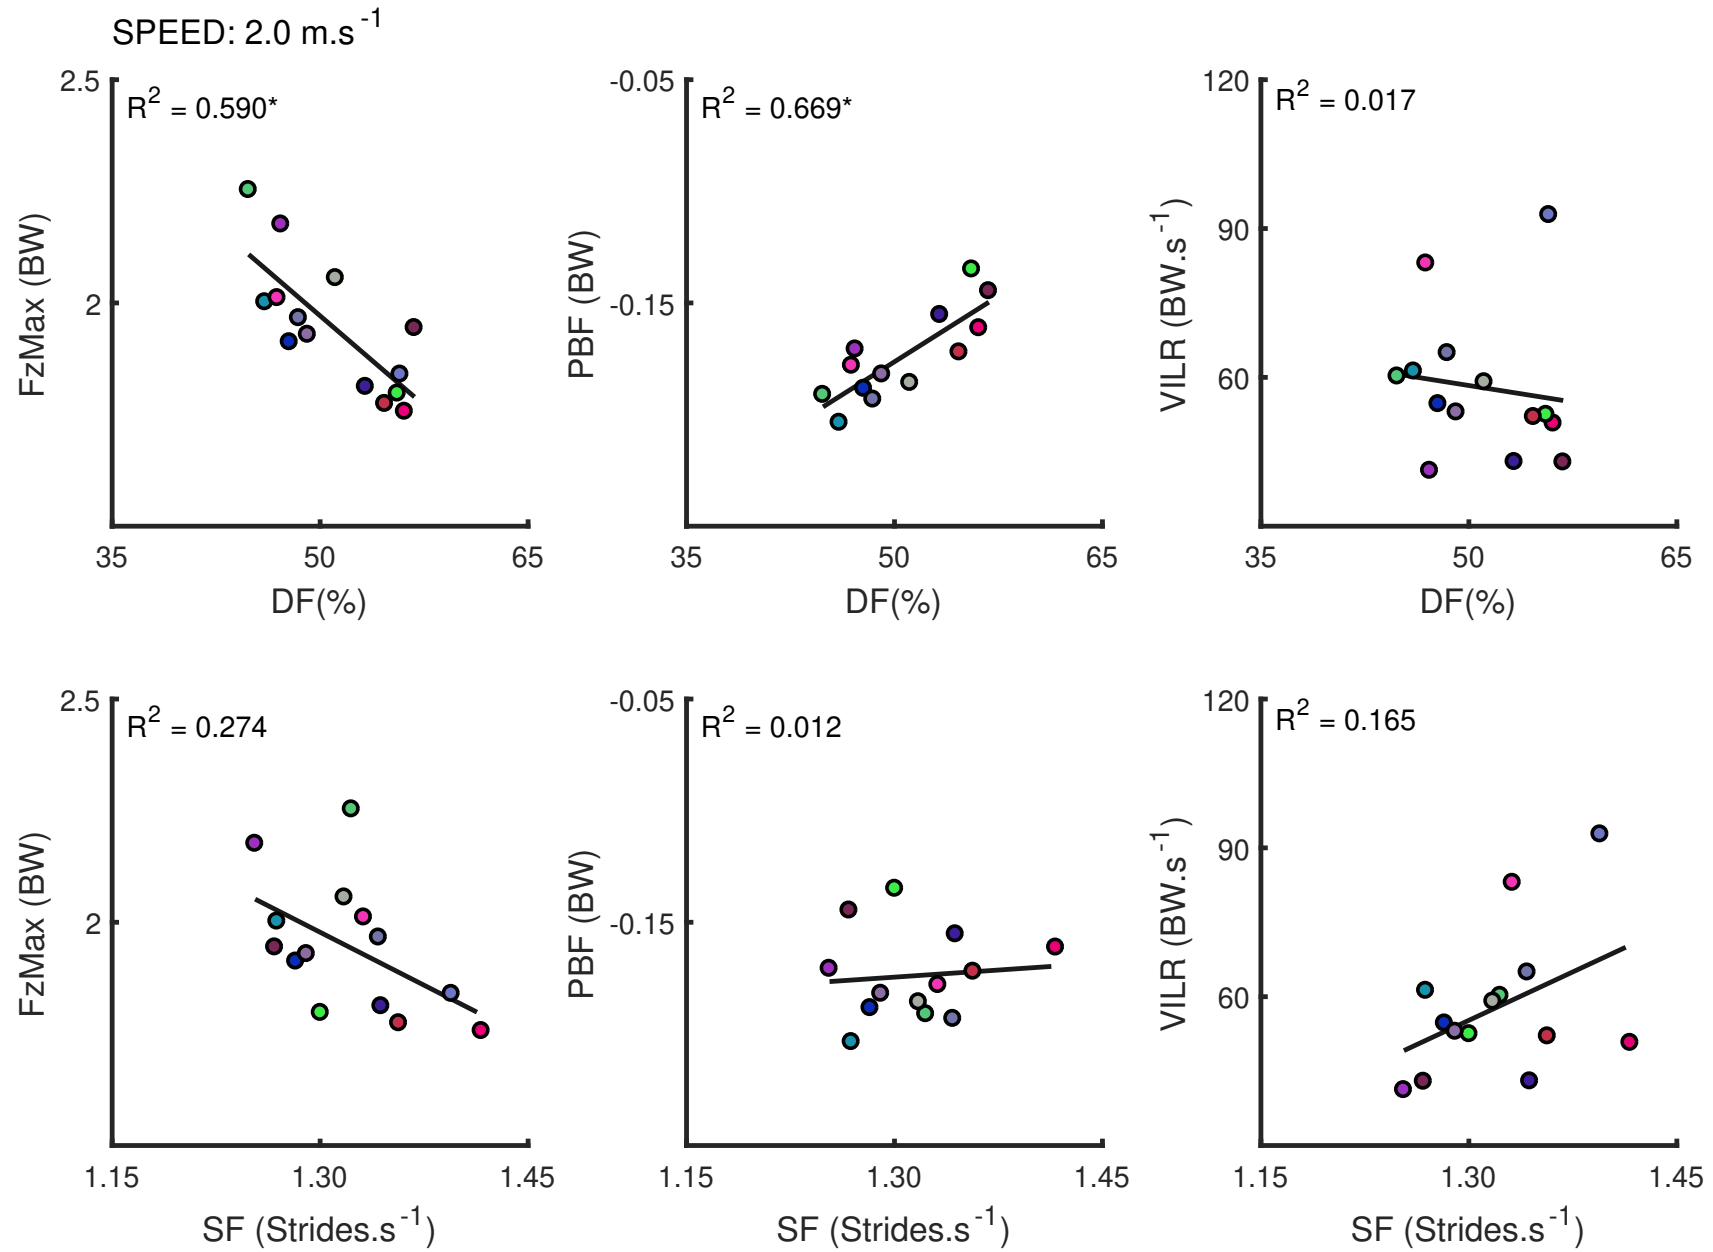 SPEED: 2.0 m.s⁻¹
2.5
R² = 0.590*
2
FzMax (BW)
35 50 65
DF(%)
-0.05
R² = 0.669*
-0.15
PBF (BW)
35 50 65
DF(%)
120
R² = 0.017
90
60
VILR (BW.s⁻¹)
35 50 65
DF(%)
2.5
R² = 0.274
2
FzMax (BW)
1.15 1.30 1.45
SF (Strides.s⁻¹)
-0.05
R² = 0.012
-0.15
PBF (BW)
1.15 1.30 1.45
SF (Strides.s⁻¹)
120
R² = 0.165
90
60
VILR (BW.s⁻¹)
1.15 1.30 1.45
SF (Strides.s⁻¹)